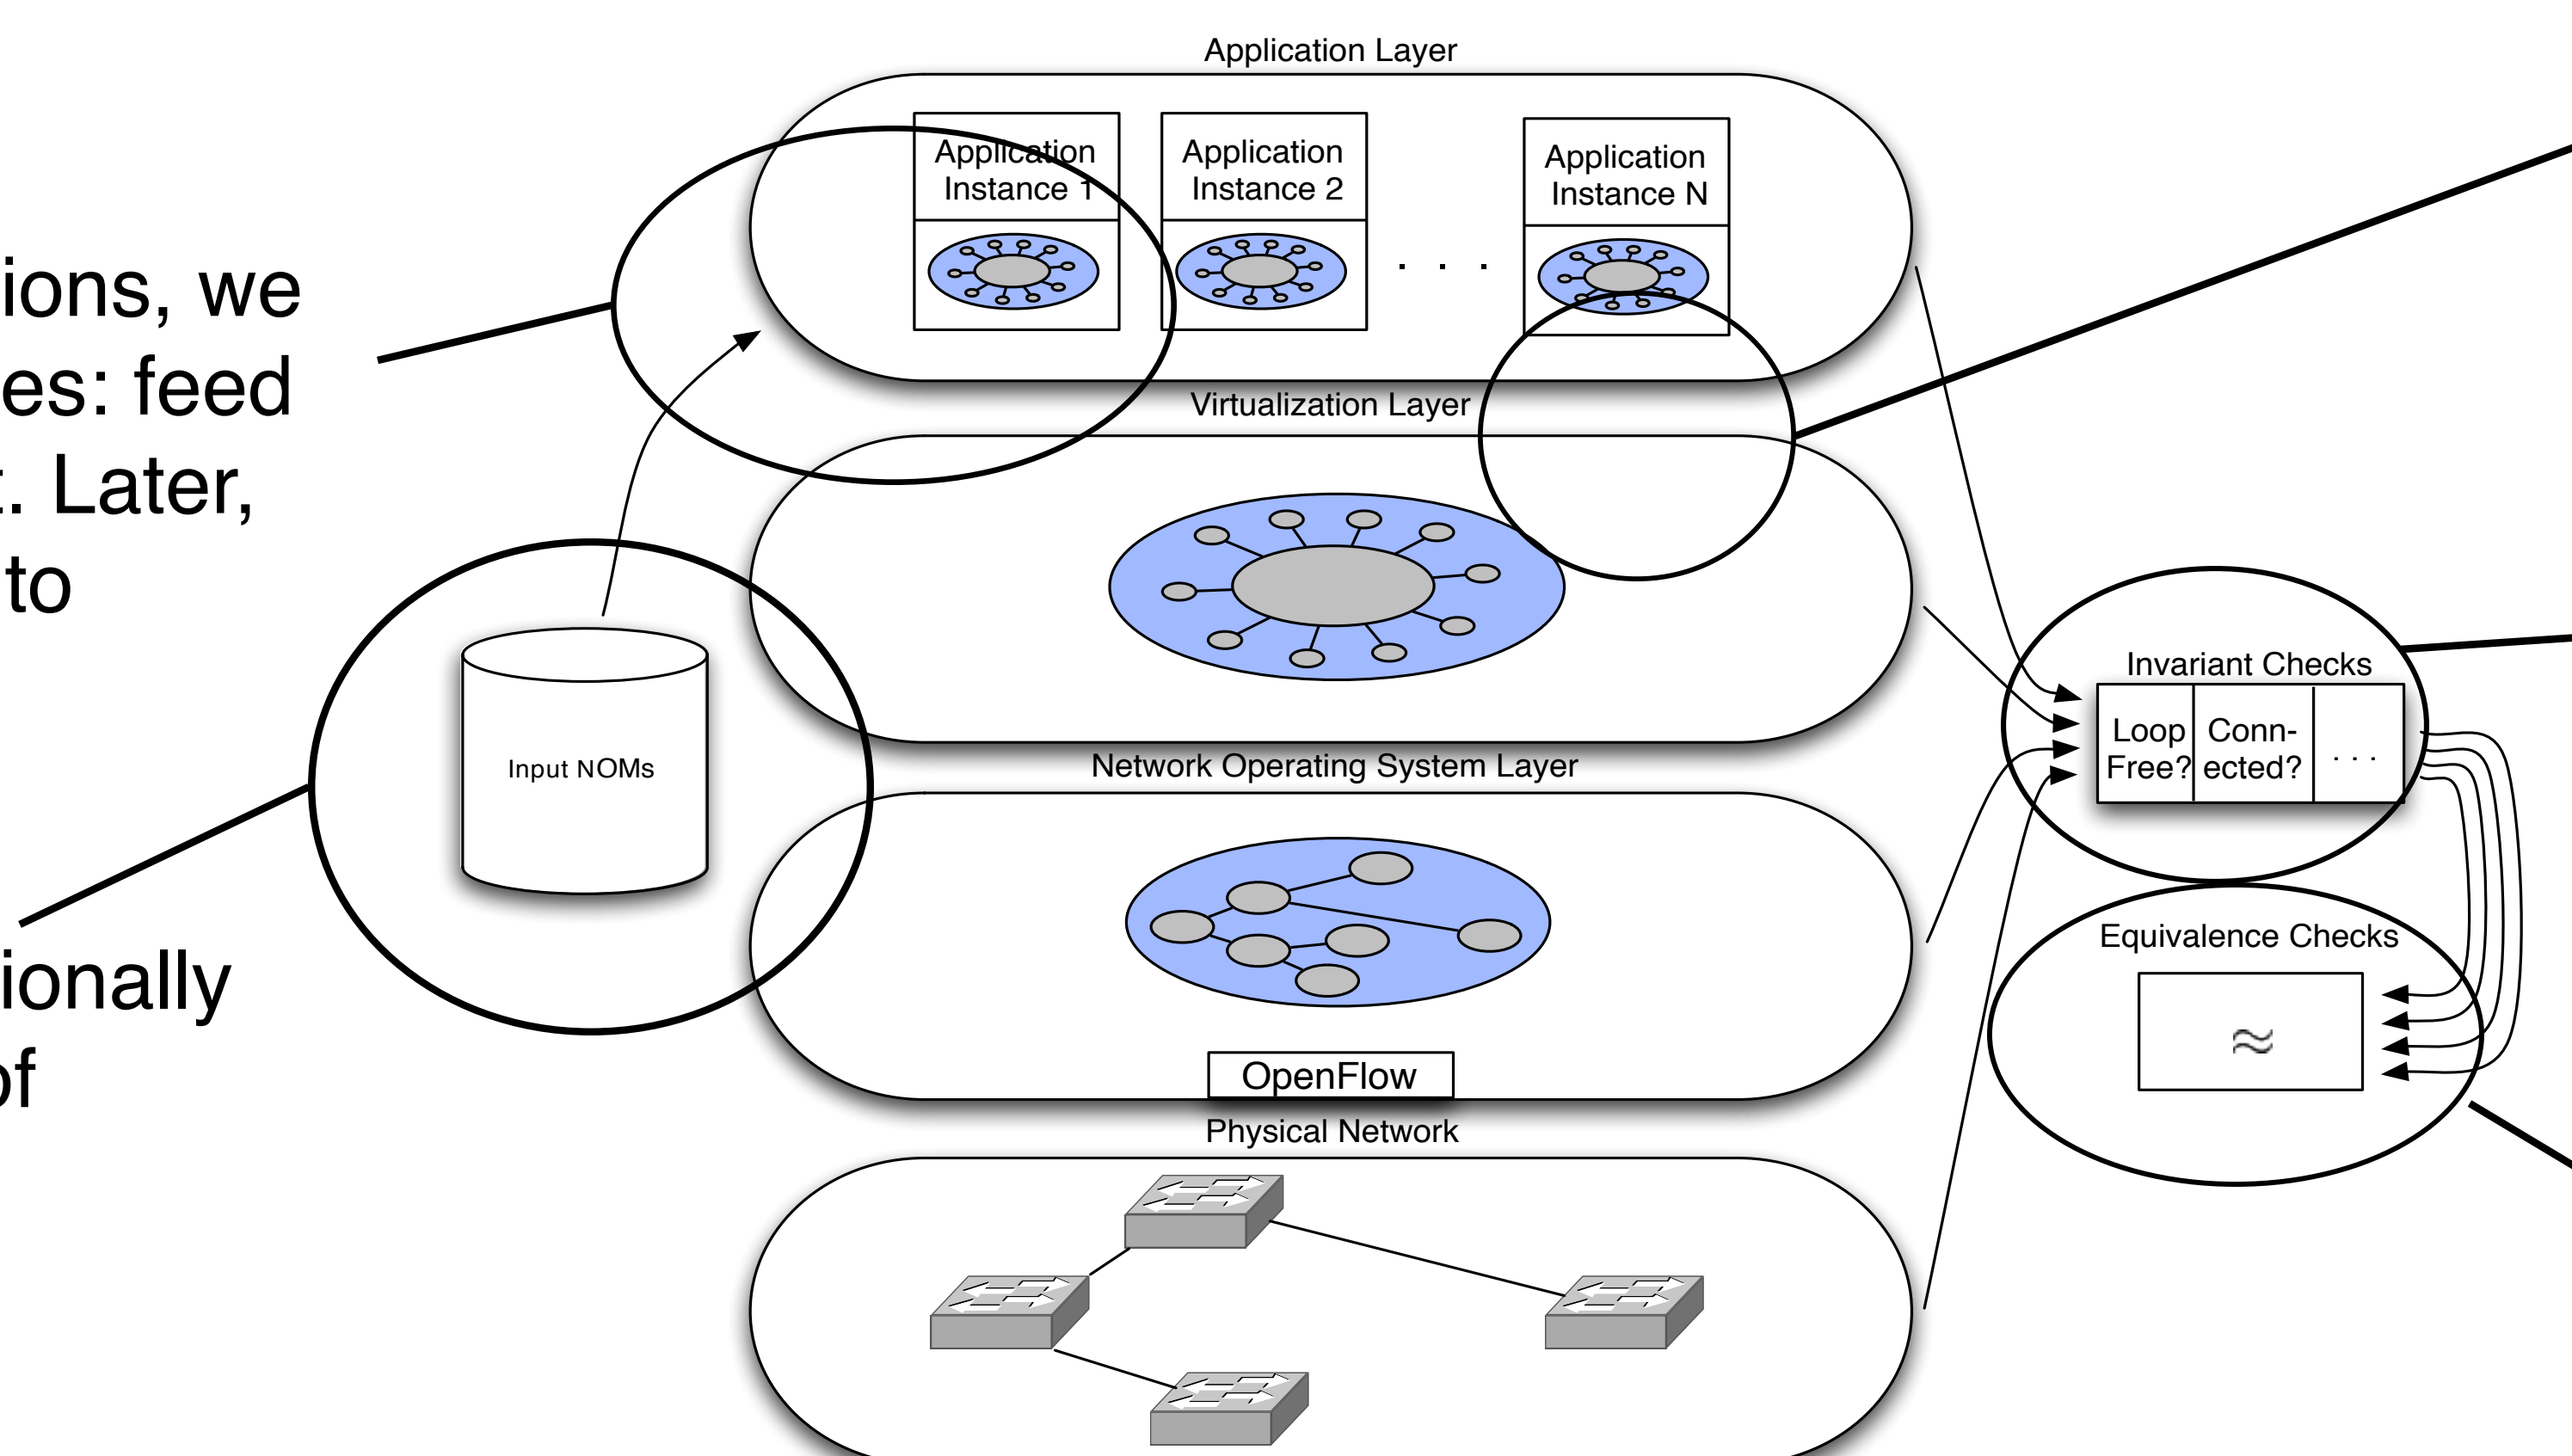 ions, we
es: feed
t. Later,
to
ionally
of
Application Layer
Application
Instance 1
Application
Instance 2
. . .
Application
Instance N
Virtualization Layer
Input NOMs
Network Operating System Layer
OpenFlow
Physical Network
Invariant Checks
Loop
Free?
Conn-
ected?
. . .
Equivalence Checks
≈